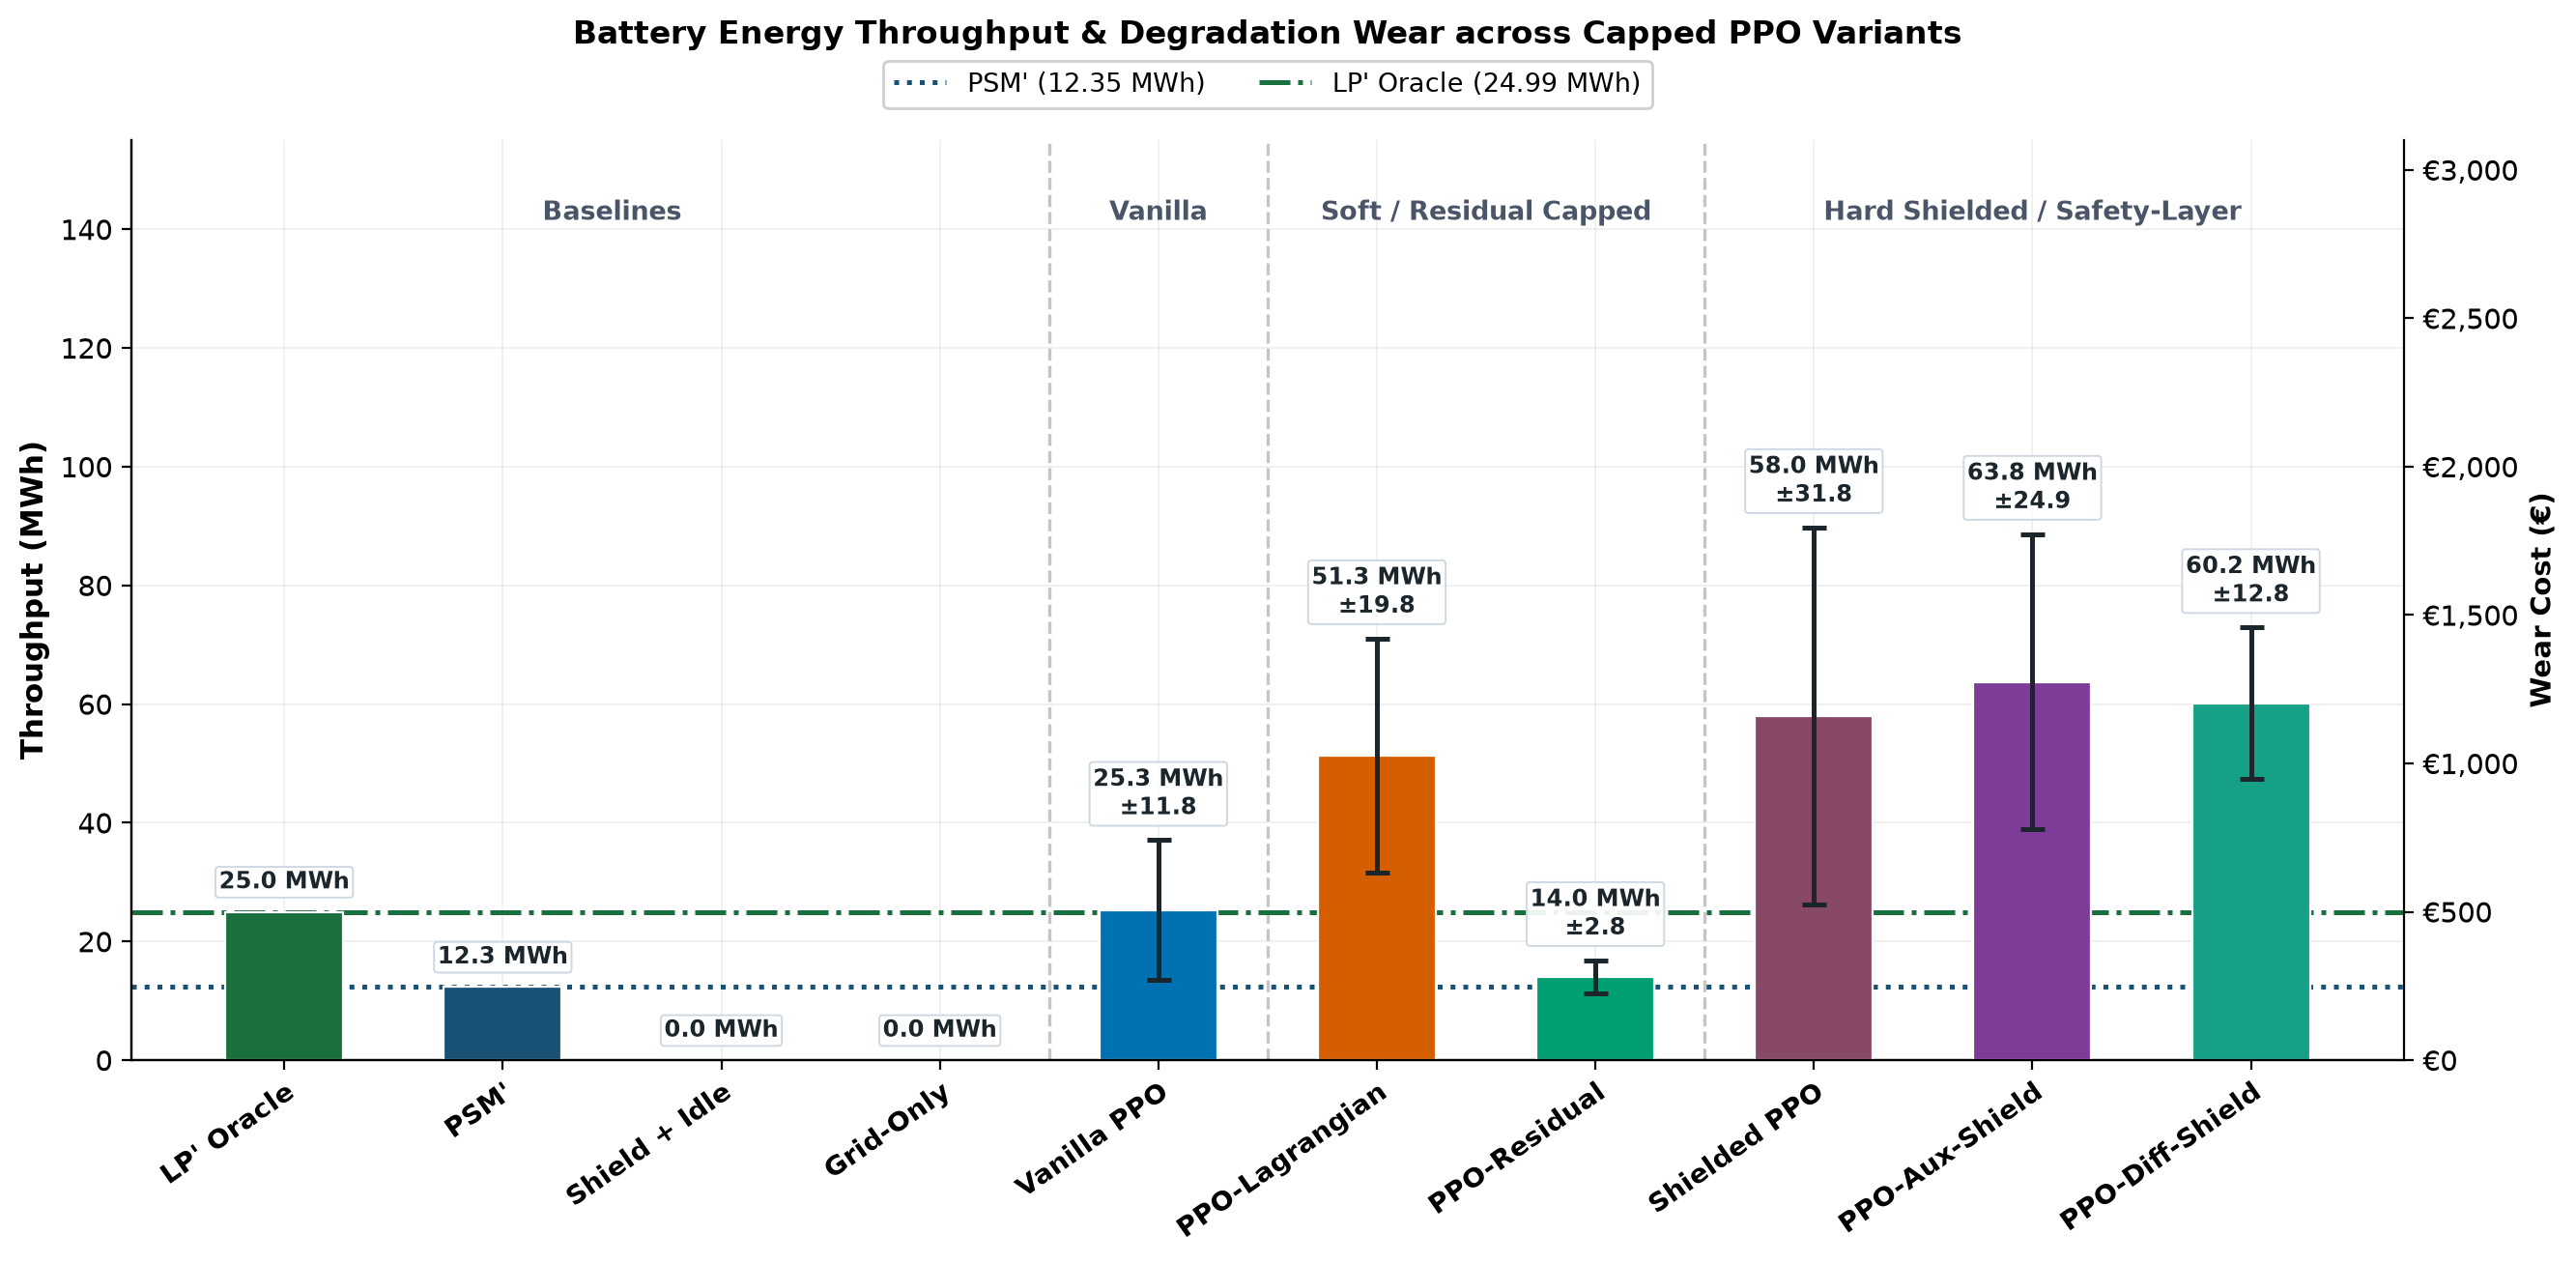 Battery Energy Throughput & Degradation Wear across Capped PPO Variants
PSM' (12.35 MWh)
LP' Oracle (24.99 MWh)
Baselines
Vanilla
Soft / Residual Capped
Hard Shielded / Safety-Layer
Throughput (MWh)
140
120
100
80
60
40
20
0
25.0 MWh
12.3 MWh
0.0 MWh
0.0 MWh
25.3 MWh
±11.8
51.3 MWh
±19.8
14.0 MWh
±2.8
58.0 MWh
±31.8
63.8 MWh
±24.9
60.2 MWh
±12.8
€3,000
€2,500
€2,000
€1,500
€1,000
€500
€0
Wear Cost (€)
LP' Oracle
PSM'
Shield + Idle
Grid-Only
Vanilla PPO
PPO-Lagrangian
PPO-Residual
Shielded PPO
PPO-Aux-Shield
PPO-Diff-Shield